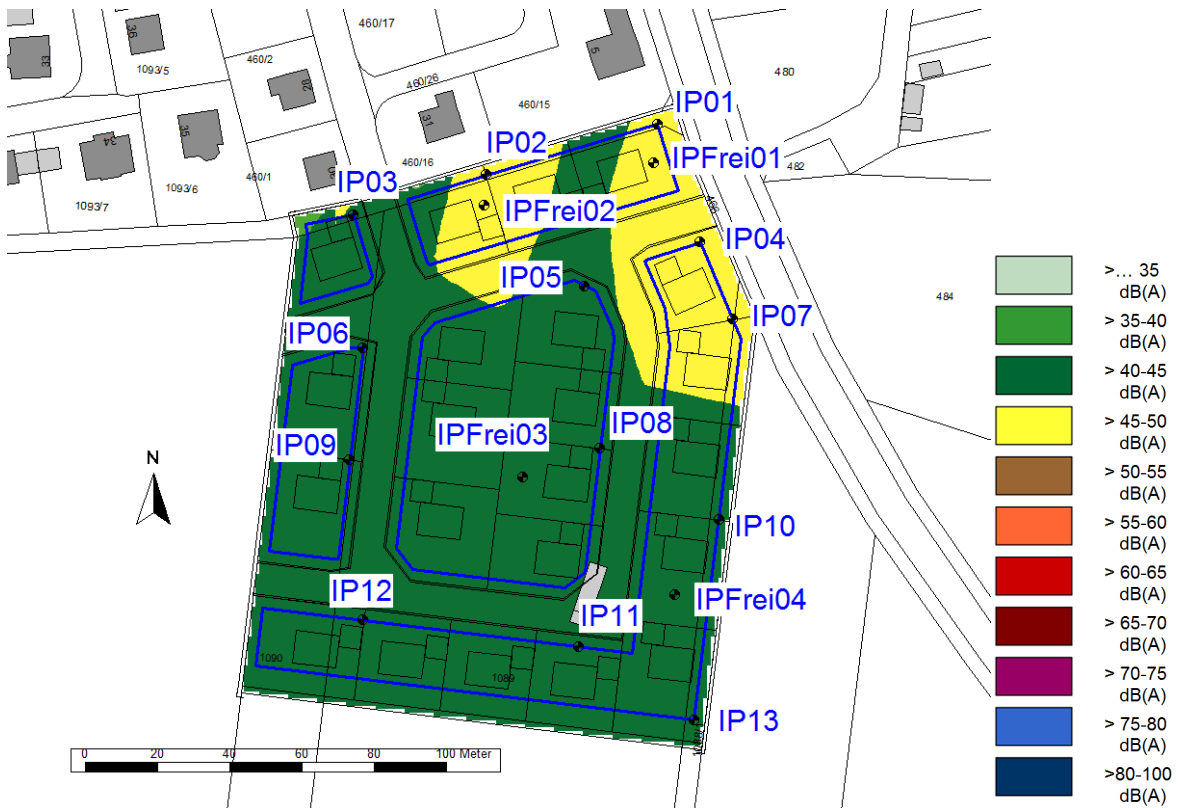 460/17
36
33
1093/5
460/2
460/26
28
5
480
460/15
31
34
35
460/16
30
460/1
1093/6
1093/7
482
466
484
IP01
IP02
IPFrei01
IP03
IPFrei02
IP04
IP05
IP07
IP06
IPFrei03
IP08
IP09
IP10
IP12
IPFrei04
IP11
IP13
1090
1089
N
0 20 40 60 80 100 Meter
>... 35
dB(A)
> 35-40
dB(A)
> 40-45
dB(A)
> 45-50
dB(A)
> 50-55
dB(A)
> 55-60
dB(A)
> 60-65
dB(A)
> 65-70
dB(A)
> 70-75
dB(A)
> 75-80
dB(A)
>80-100
dB(A)